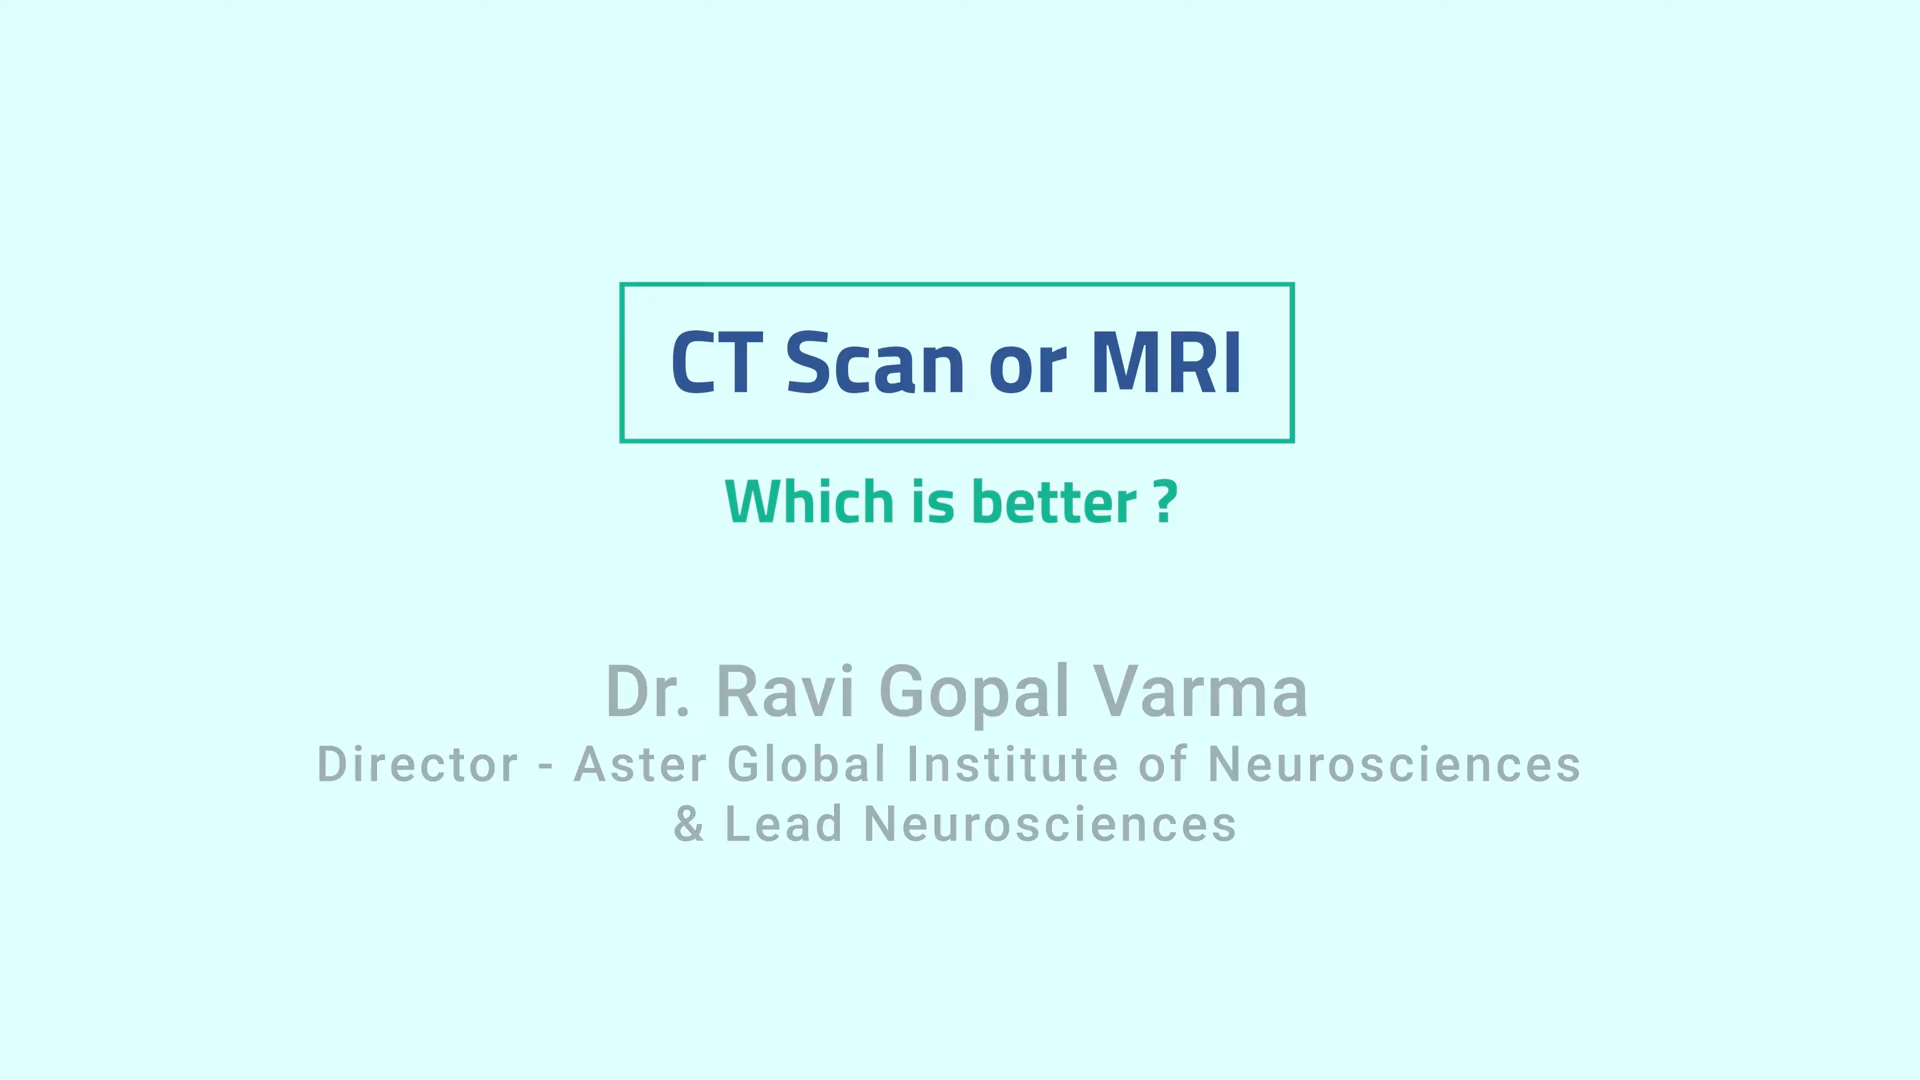 CT Scan or MRI
Which is better ?
Dr. Ravi Gopal Varma
Director - Aster Global Institute of Neurosciences
& Lead Neurosciences